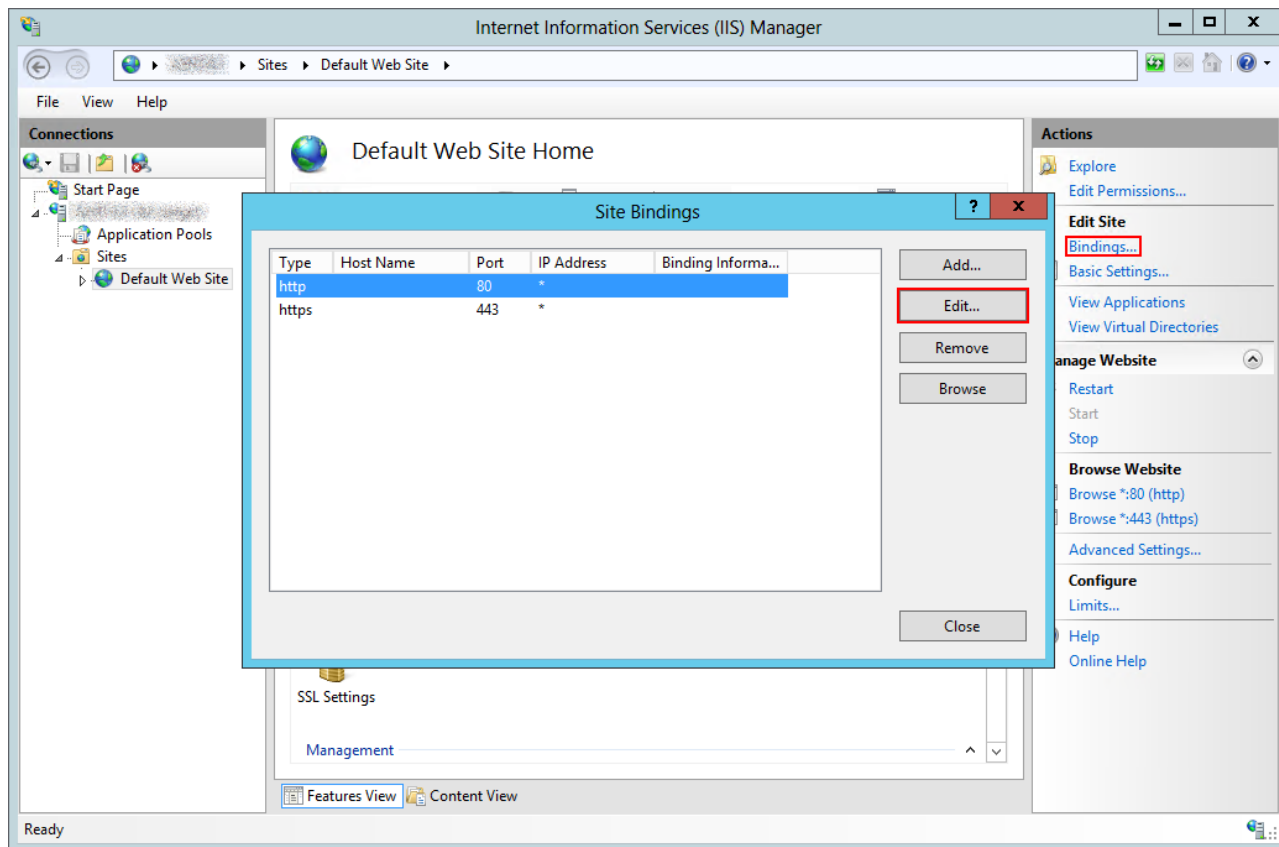 Internet Information Services (IIS) Manager
Sites Default Web Site
File View Help
Connections
Start Page
Application Pools
Sites
Default Web Site
Default Web Site Home
Site Bindings
Type Host Name Port IP Address Binding Informa...
http 80 *
https 443 *
Add...
Edit...
Remove
Browse
Close
SSL Settings
Management
Features View Content View
Actions
Explore
Edit Permissions...
Edit Site
Bindings...
Basic Settings...
View Applications
View Virtual Directories
anage Website
Restart
Start
Stop
Browse Website
Browse *:80 (http)
Browse *:443 (https)
Advanced Settings...
Configure
Limits...
Help
Online Help
Ready